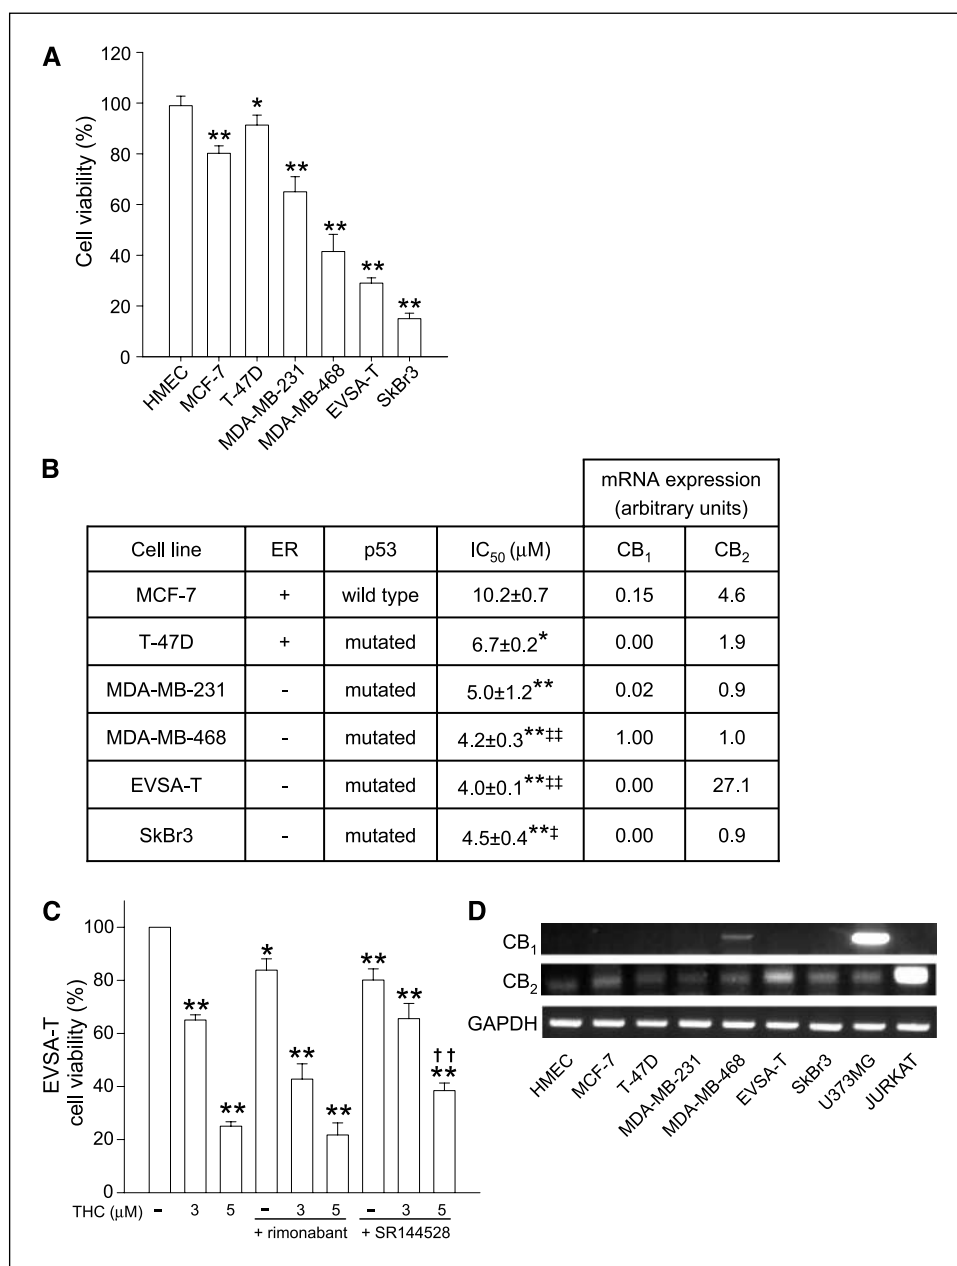 A
Cell viability (%)
120
100
80
60
40
20
0
*
**
**
**
**
**
HMEC
MCF-7
T-47D
MDA-MB-231
MDA-MB-468
EVSA-T
SkBr3
B
mRNA expression
(arbitrary units)
Cell line ER p53 IC50 (μM) CB1 CB2
MCF-7 + wild type 10.2±0.7 0.15 4.6
T-47D + mutated 6.7±0.2* 0.00 1.9
MDA-MB-231 - mutated 5.0±1.2** 0.02 0.9
MDA-MB-468 - mutated 4.2±0.3**‡‡ 1.00 1.0
EVSA-T - mutated 4.0±0.1**‡‡ 0.00 27.1
SkBr3 - mutated 4.5±0.4**‡ 0.00 0.9
C
EVSA-T
cell viability (%)
100
80
60
40
20
0
**
**
*
**
**
**
**
††
**
THC (μM) – 3 5 – 3 5 – 3 5
+ rimonabant + SR144528
D
CB1
CB2
GAPDH
HMEC
MCF-7
T-47D
MDA-MB-231
MDA-MB-468
EVSA-T
SkBr3
U373MG
JURKAT